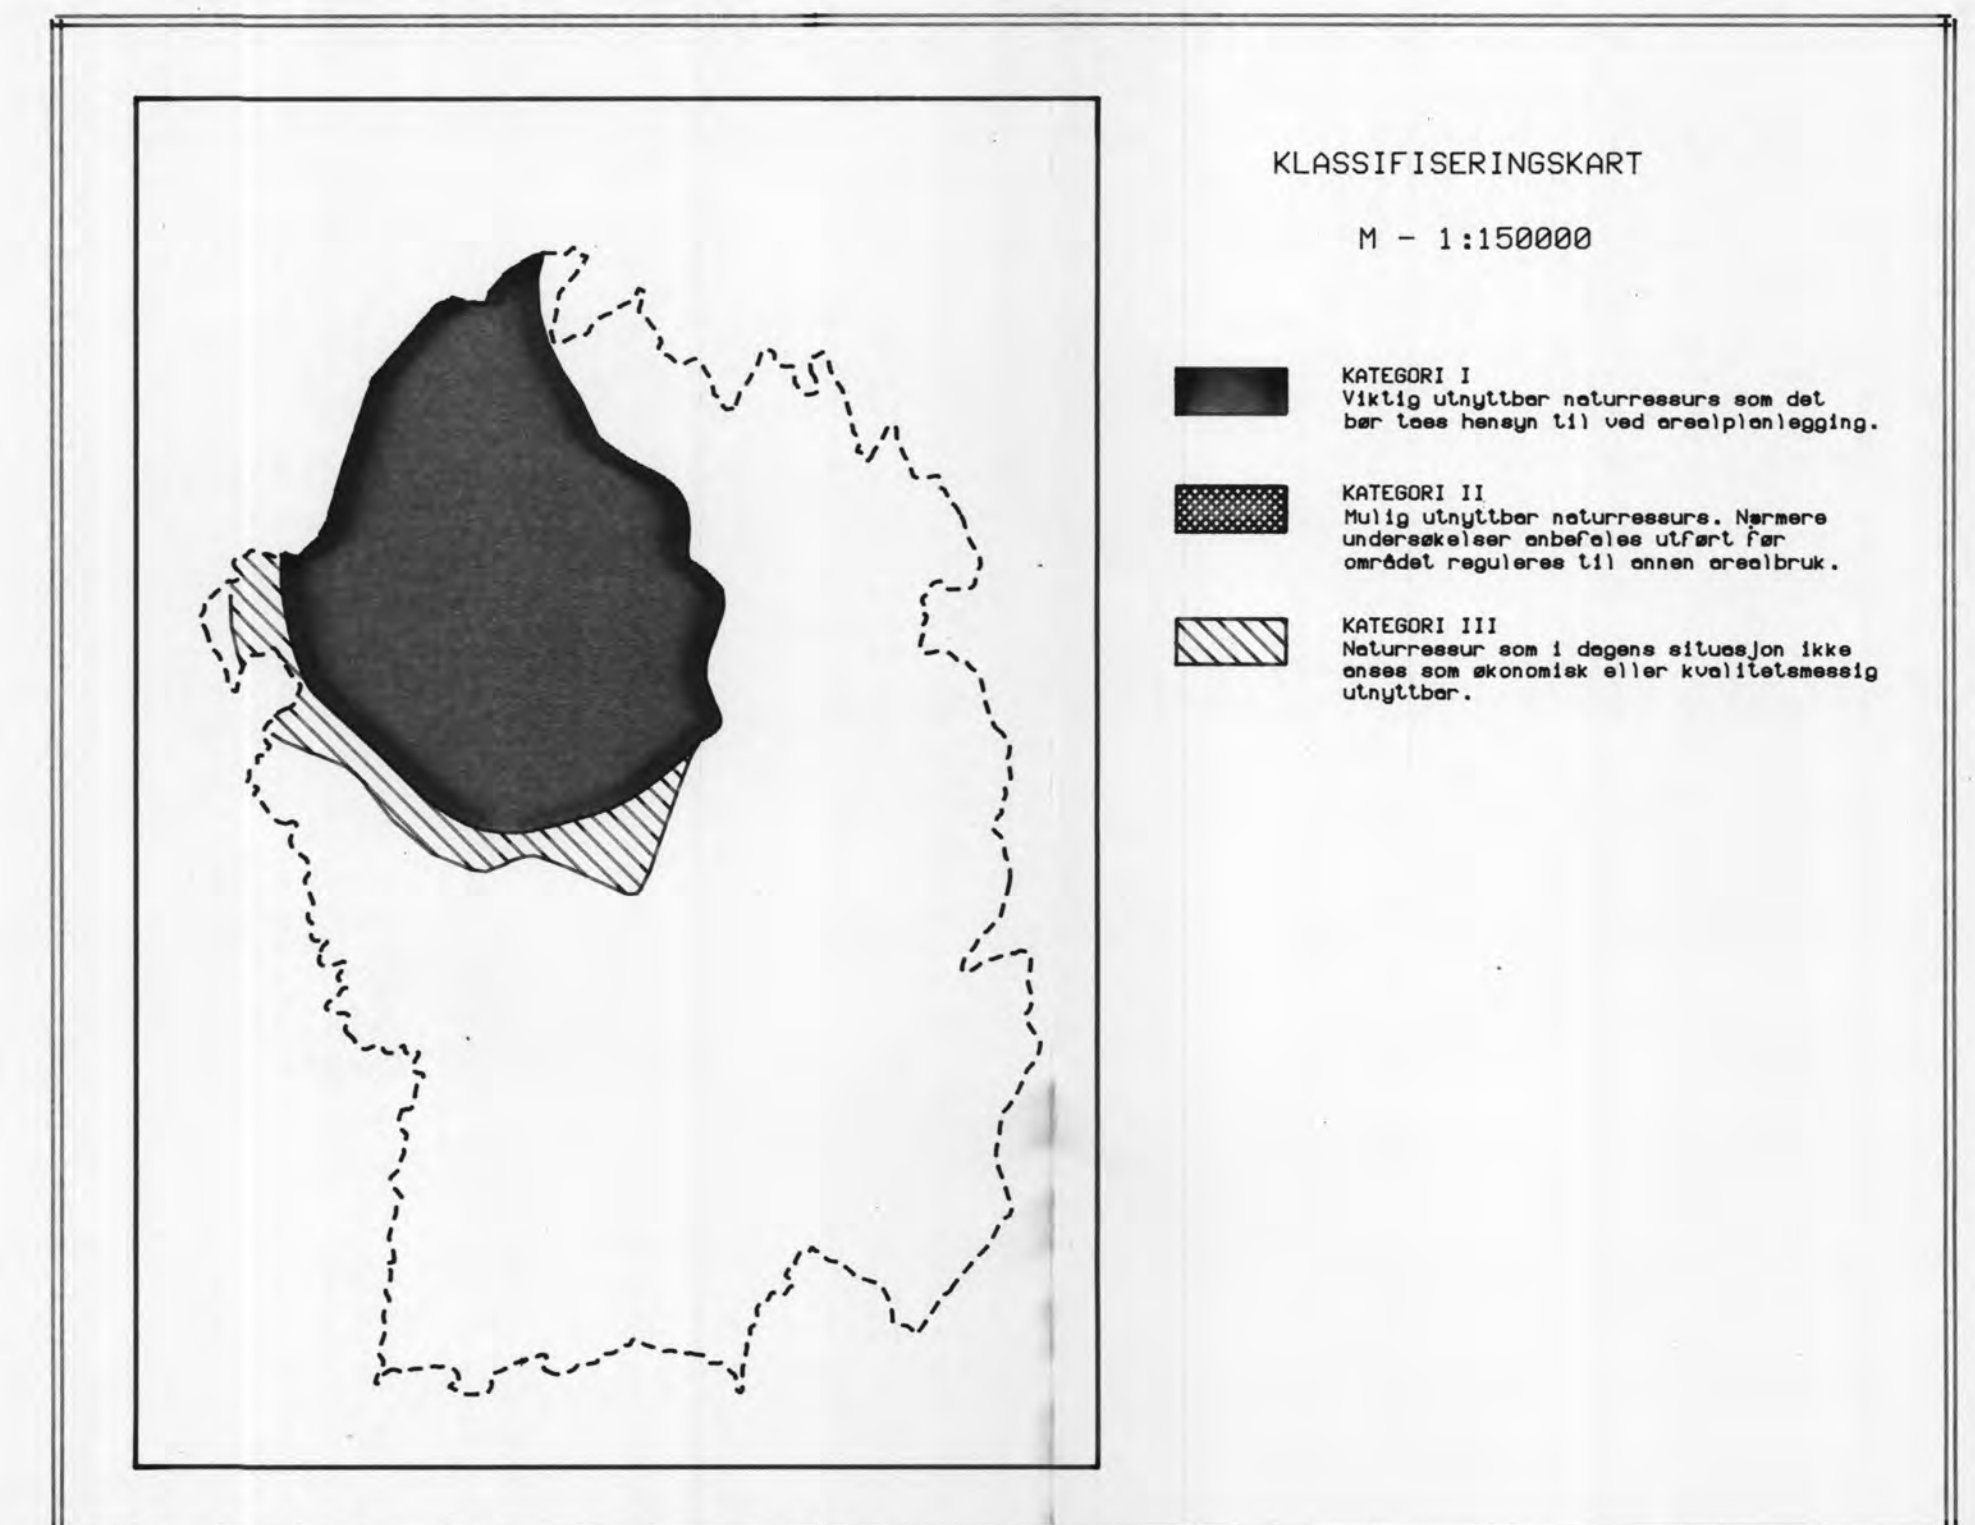 KLASSIFISERINGSKART
M - 1:150000
KATEGORI I
Viktig utnyttbar naturressurs som det
bør taes hensyn til ved arealplanlegging.
KATEGORI II
Mulig utnyttbar naturressurs. Nærmere
undersøkelser anbefales utført før
området reguleres til annen arealbruk.
KATEGORI III
Naturressur som i dagens situasjon ikke
anses som økonomisk eller kvalitetsmessig
utnyttbar.